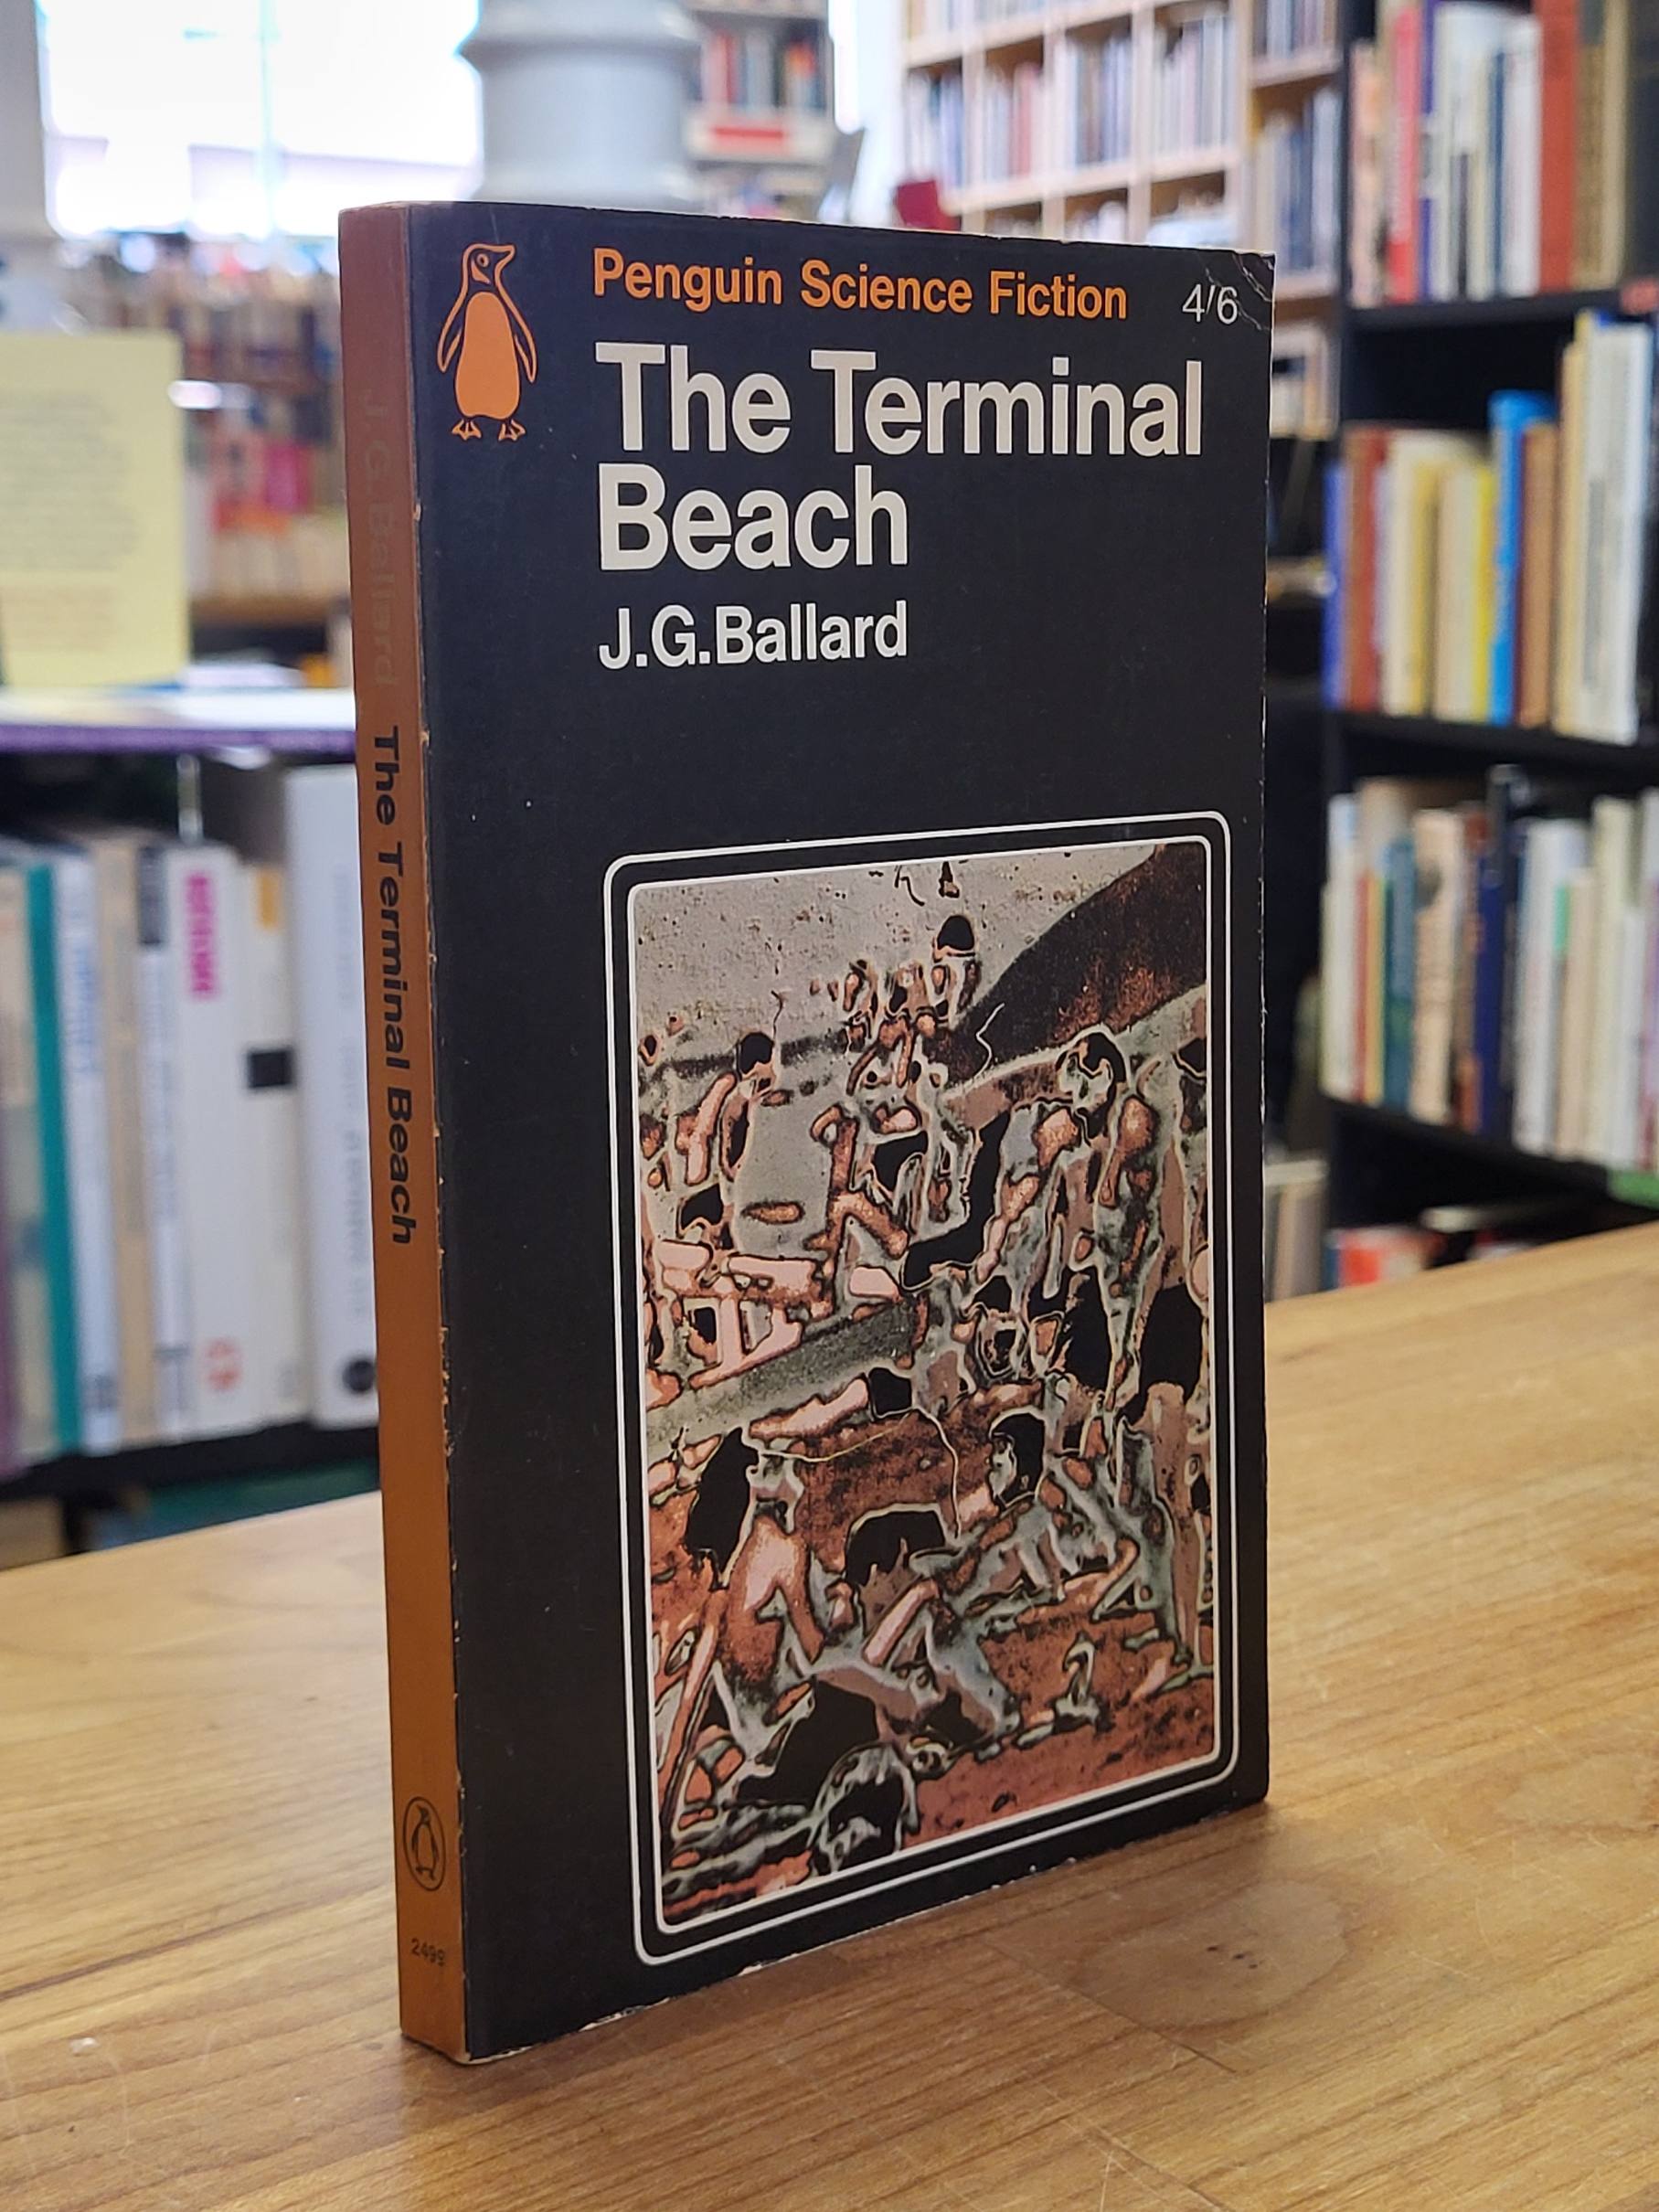 Penguin Science Fiction 4/6
The Terminal
Beach
J.G.Ballard
J.G.Ballard The Terminal Beach
2499